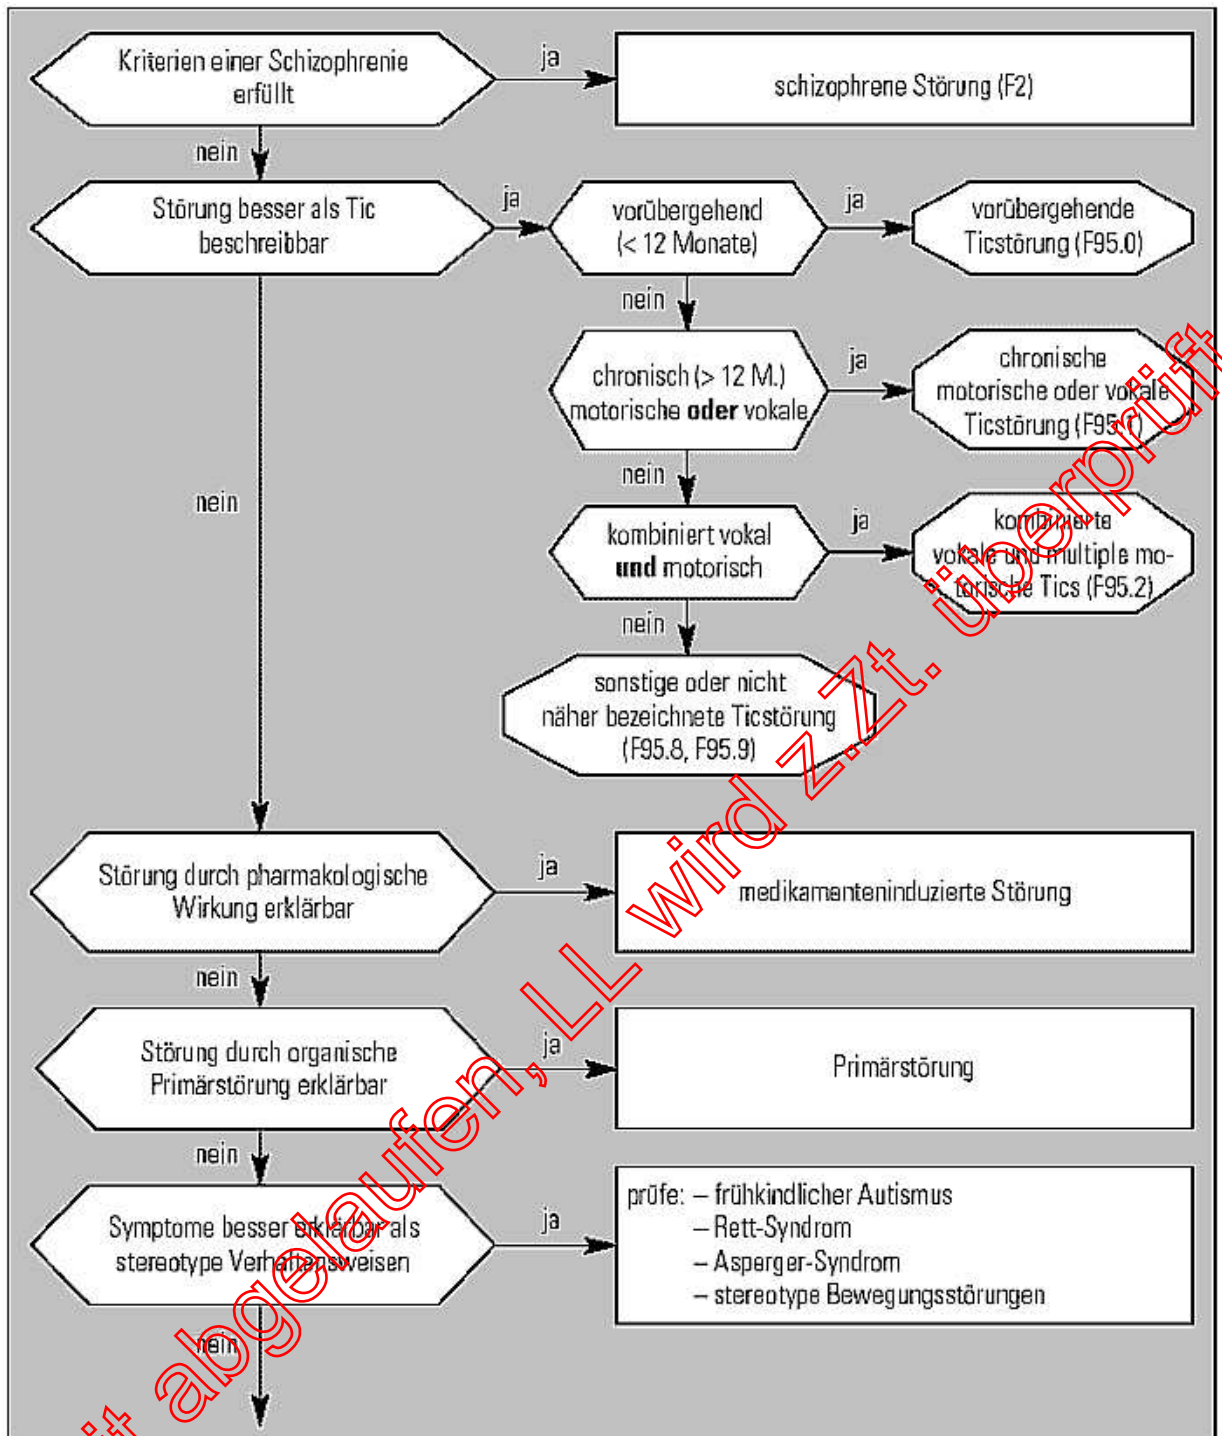 Kriterien einer Schizophrenie
erfüllt
ja
schizophrene Störung (F2)
nein
Störung besser als Tic
beschreibbar
ja
vorübergehend
(< 12 Monate)
ja
vorübergehende
Ticstörung (F95.0)
nein
chronisch (> 12 M.)
motorische oder vokale
ja
chronische
motorische oder vokale
Ticstörung (F95.1)
nein
nein
kombiniert vokal
und motorisch
ja
kombinierte
vokale und multiple mo-
torische Tics (F95.2)
nein
sonstige oder nicht
näher bezeichnete Ticstörung
(F95.8, F95.9)
Störung durch pharmakologische
Wirkung erklärbar
ja
medikamenteninduzierte Störung
nein
Störung durch organische
Primärstörung erklärbar
ja
Primärstörung
nein
Symptome besser erklärbar als
stereotype Verhaltensweisen
ja
prüfe: – frühkindlicher Autismus
– Rett-Syndrom
– Asperger-Syndrom
– stereotype Bewegungsstörungen
nein
abgelaufen, LL wird z.Zt. überprüft